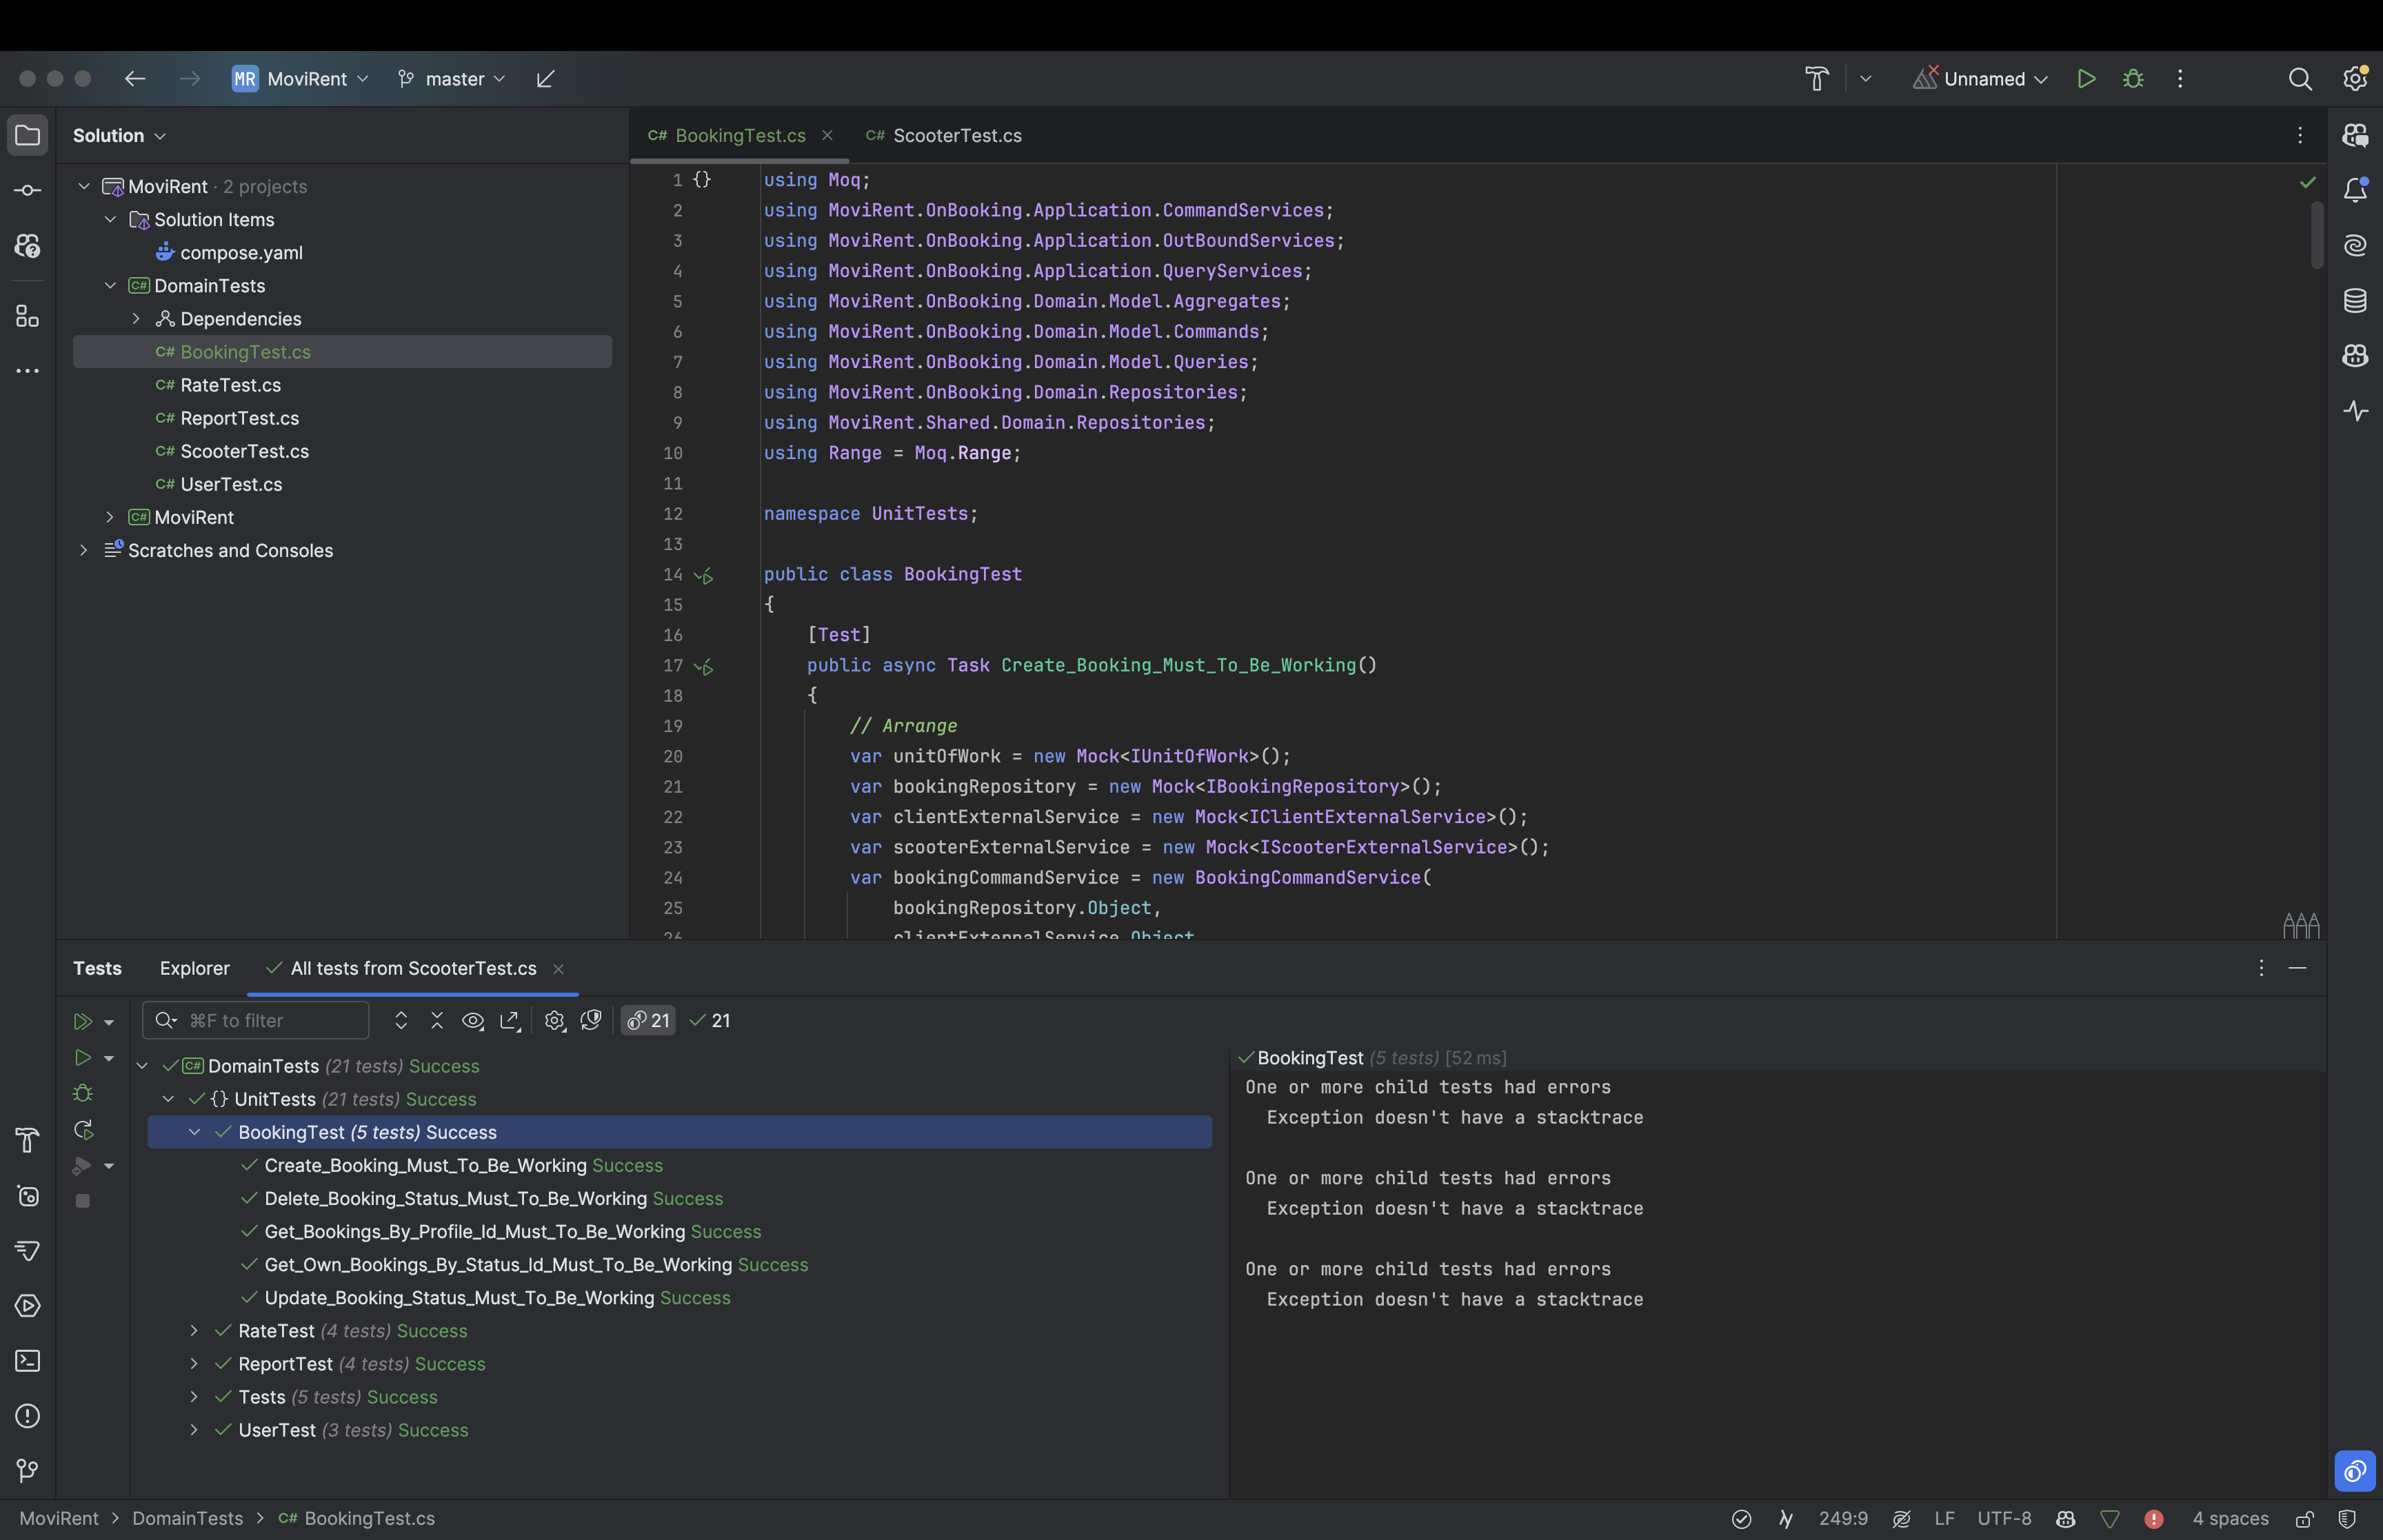 MR MoviRent master Unnamed
Solution
MoviRent · 2 projects
Solution Items
compose.yaml
C# DomainTests
Dependencies
C# BookingTest.cs
C# RateTest.cs
C# ReportTest.cs
C# ScooterTest.cs
C# UserTest.cs
C# MoviRent
Scratches and Consoles
C# BookingTest.cs C# ScooterTest.cs
1 {} using Moq;
2 using MoviRent.OnBooking.Application.CommandServices;
3 using MoviRent.OnBooking.Application.OutBoundServices;
4 using MoviRent.OnBooking.Application.QueryServices;
5 using MoviRent.OnBooking.Domain.Model.Aggregates;
6 using MoviRent.OnBooking.Domain.Model.Commands;
7 using MoviRent.OnBooking.Domain.Model.Queries;
8 using MoviRent.OnBooking.Domain.Repositories;
9 using MoviRent.Shared.Domain.Repositories;
10 using Range = Moq.Range;
11
12 namespace UnitTests;
13
14 public class BookingTest
15 {
16 [Test]
17 public async Task Create_Booking_Must_To_Be_Working()
18 {
19 // Arrange
20 var unitOfWork = new Mock<IUnitOfWork>();
21 var bookingRepository = new Mock<IBookingRepository>();
22 var clientExternalService = new Mock<IClientExternalService>();
23 var scooterExternalService = new Mock<IScooterExternalService>();
24 var bookingCommandService = new BookingCommandService(
25 bookingRepository.Object,
26 clientExternalService.Object
Tests Explorer All tests from ScooterTest.cs
⌘F to filter 21 21
C# DomainTests (21 tests) Success
{} UnitTests (21 tests) Success
BookingTest (5 tests) Success
Create_Booking_Must_To_Be_Working Success
Delete_Booking_Status_Must_To_Be_Working Success
Get_Bookings_By_Profile_Id_Must_To_Be_Working Success
Get_Own_Bookings_By_Status_Id_Must_To_Be_Working Success
Update_Booking_Status_Must_To_Be_Working Success
RateTest (4 tests) Success
ReportTest (4 tests) Success
Tests (5 tests) Success
UserTest (3 tests) Success
BookingTest (5 tests) [52 ms]
One or more child tests had errors
Exception doesn't have a stacktrace
One or more child tests had errors
Exception doesn't have a stacktrace
One or more child tests had errors
Exception doesn't have a stacktrace
MoviRent > DomainTests > C# BookingTest.cs 249:9 LF UTF-8 4 spaces